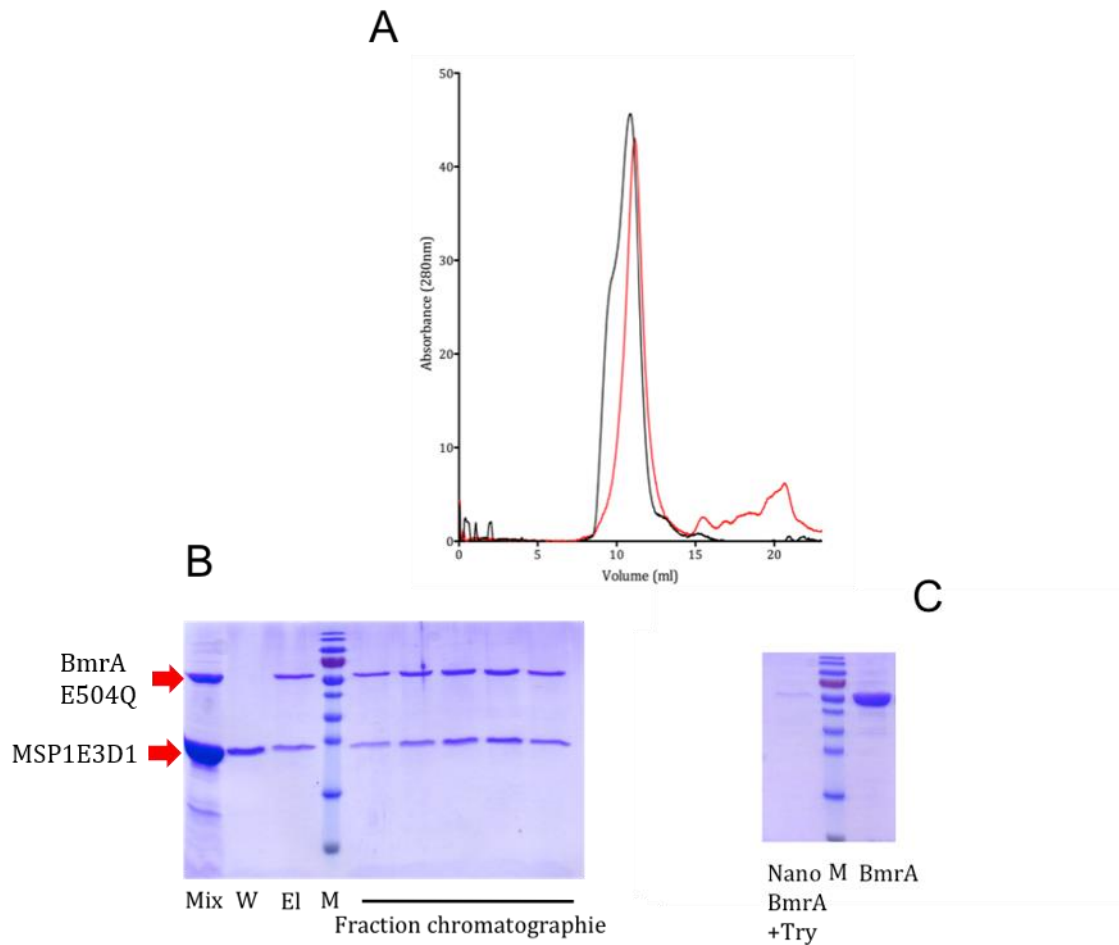 A
50
40
30
20
10
0
Absorbance (280nm)
0 5 10 15 20
Volume (ml)
B
BmrA
E504Q
MSP1E3D1
Mix W El M
Fraction chromatographie
C
Nano M BmrA
BmrA
+Try